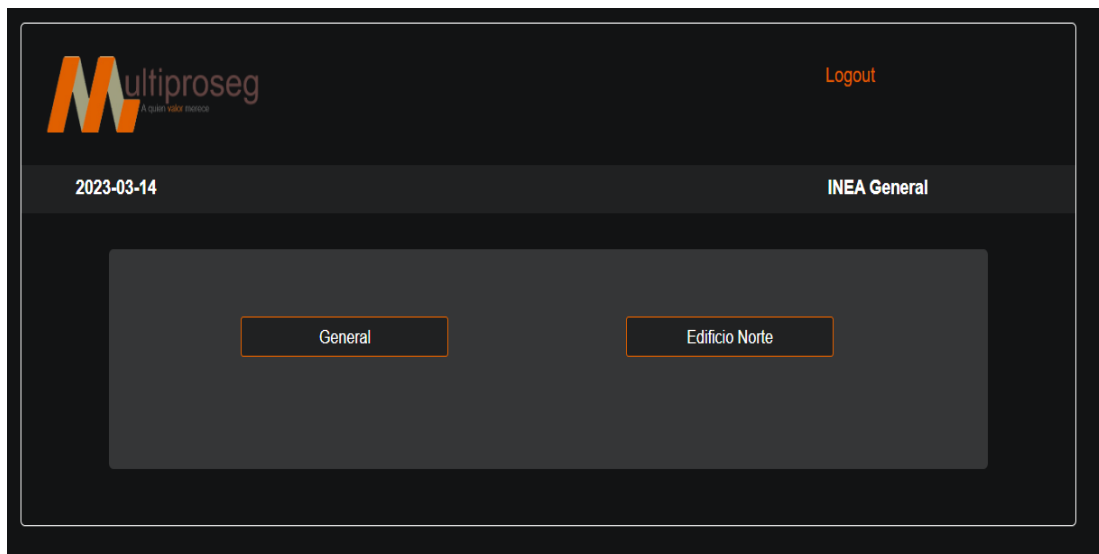 Multiproseg
A quien valor merece
Logout
2023-03-14
INEA General
General
Edificio Norte